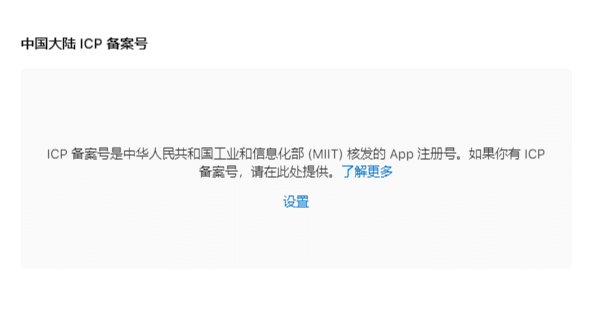 中国大陆 ICP 备案号
ICP 备案号是中华人民共和国工业和信息化部 (MIIT) 核发的 App 注册号。如果你有 ICP
备案号，请在此处提供。了解更多
设置